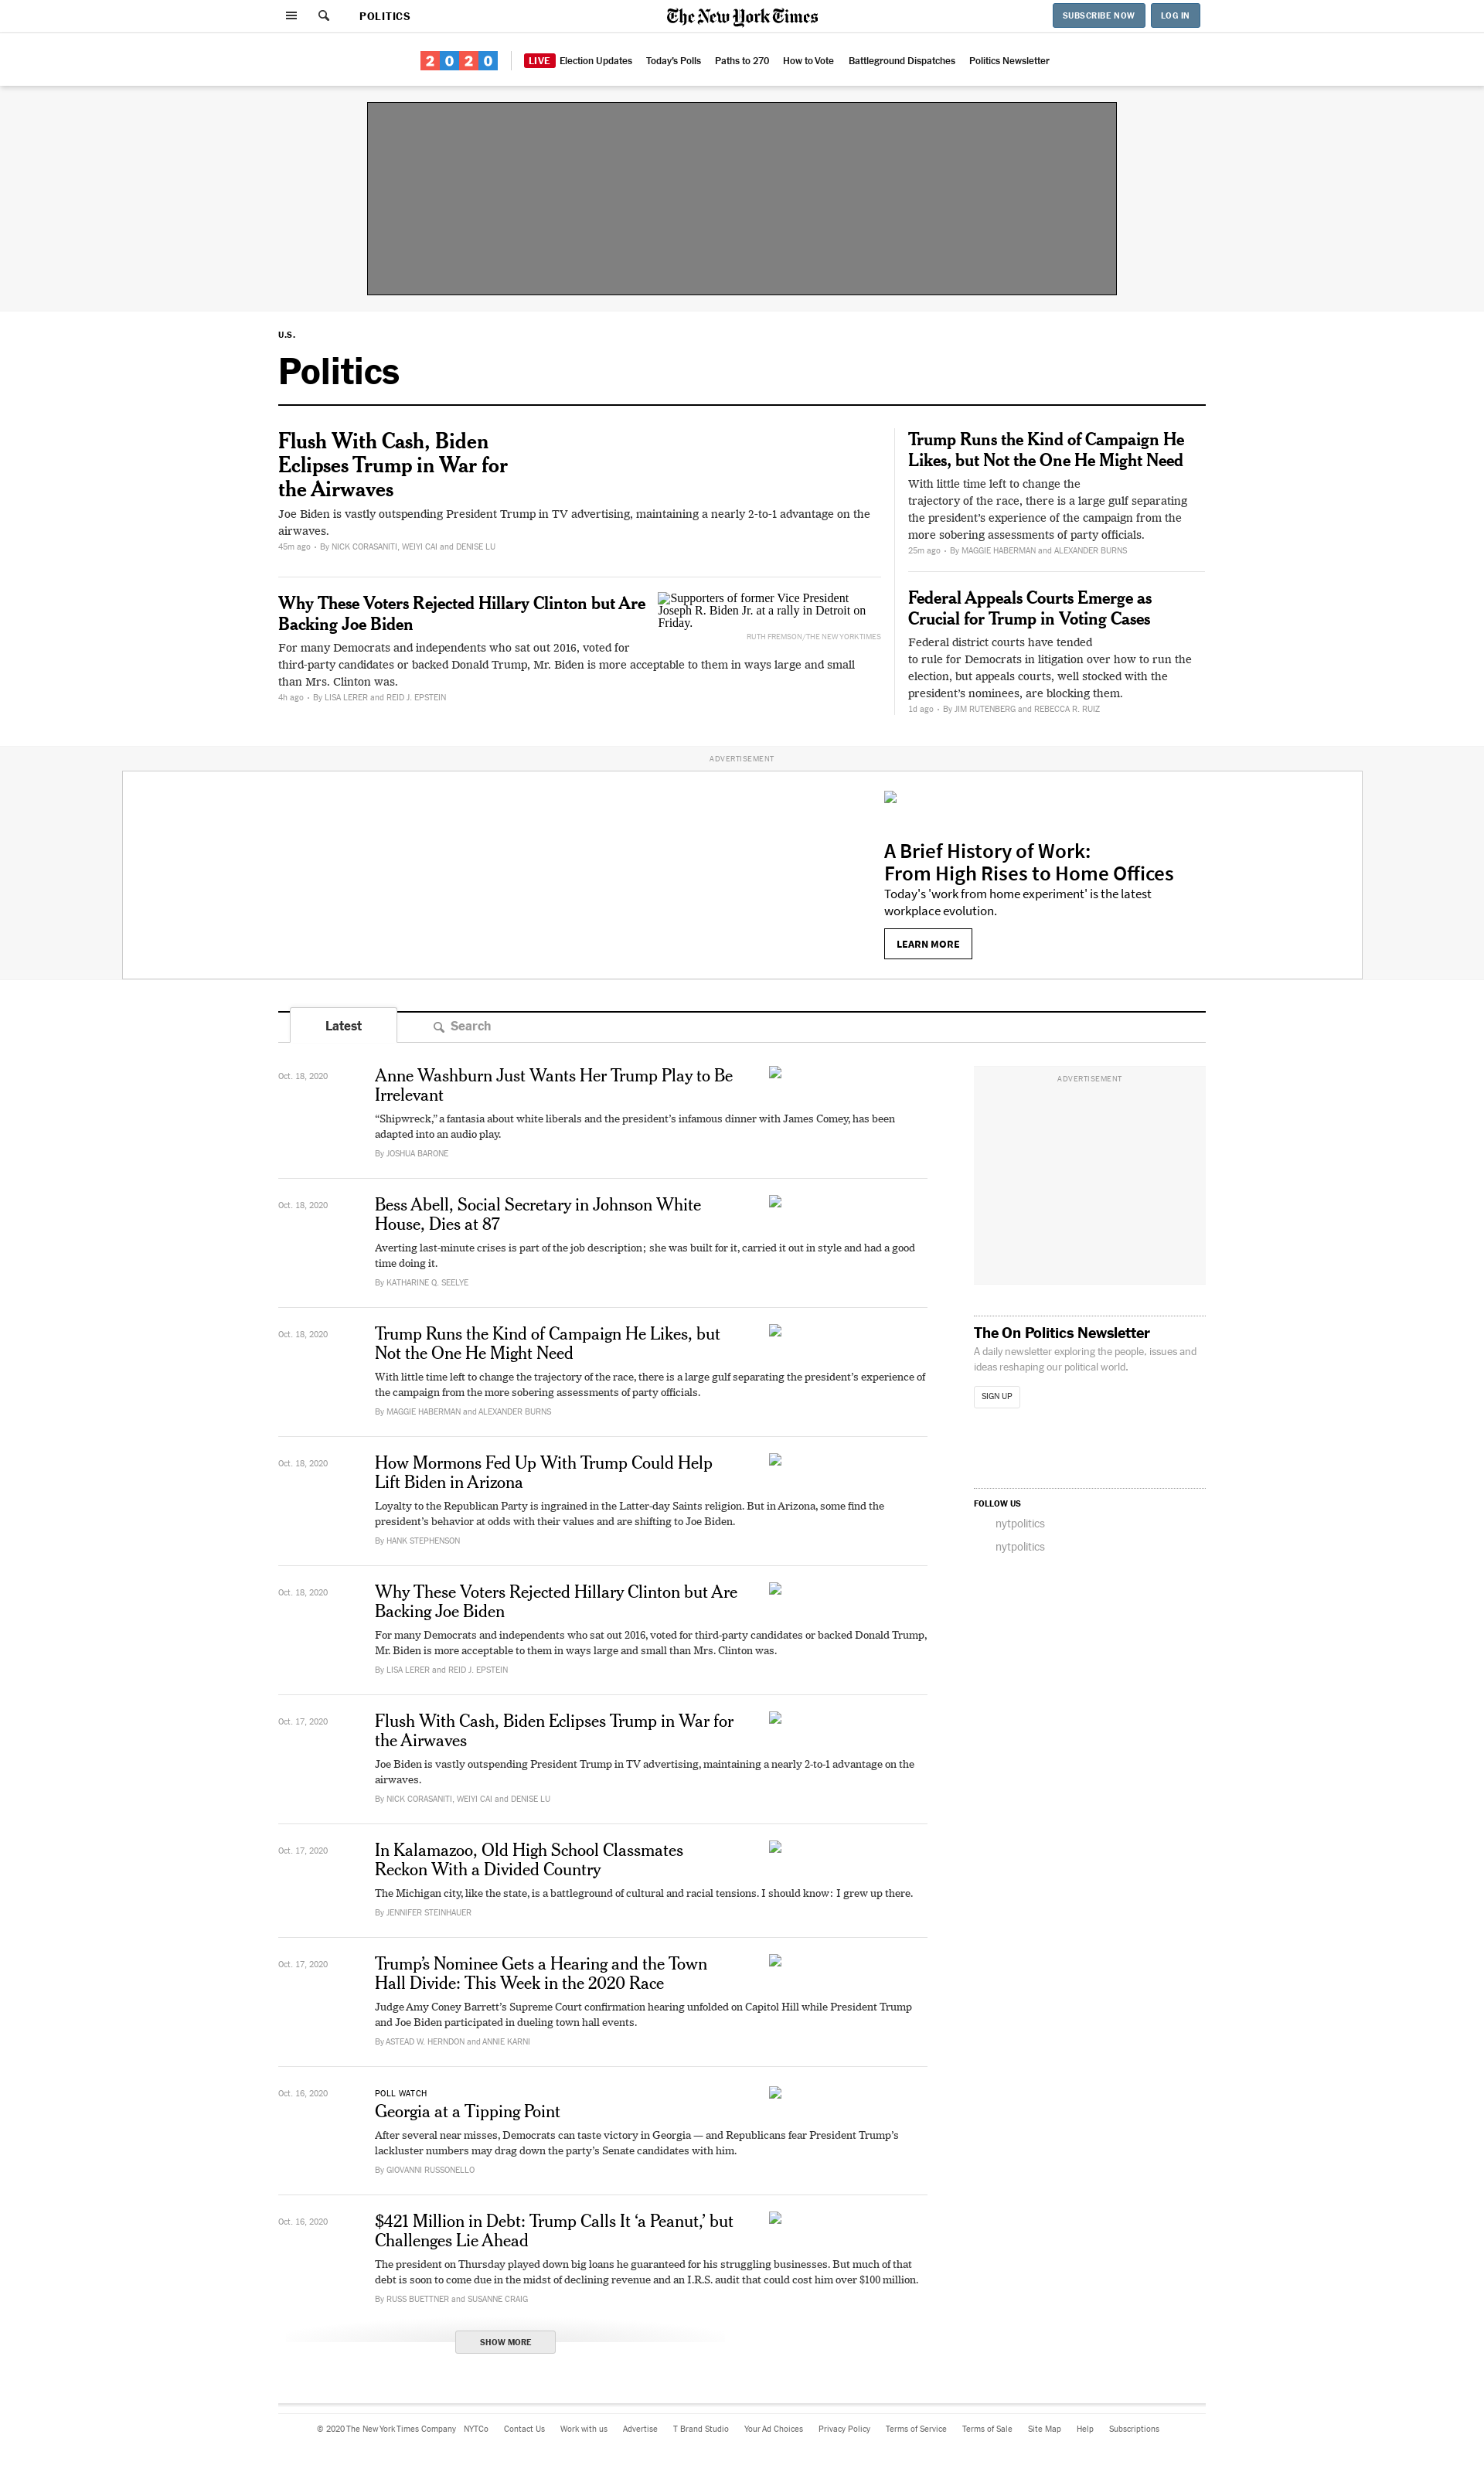 POLITICS
The New York Times
SUBSCRIBE NOW
LOG IN
2020
LIVE Election Updates
Today's Polls
Paths to 270
How to Vote
Battleground Dispatches
Politics Newsletter
U.S.
Politics
Flush With Cash, Biden
Eclipses Trump in War for
the Airwaves
Joe Biden is vastly outspending President Trump in TV advertising, maintaining a nearly 2-to-1 advantage on the
airwaves.
45m ago • By NICK CORASANITI, WEIYI CAI and DENISE LU
Why These Voters Rejected Hillary Clinton but Are
Backing Joe Biden
For many Democrats and independents who sat out 2016, voted for
third-party candidates or backed Donald Trump, Mr. Biden is more acceptable to them in ways large and small
than Mrs. Clinton was.
4h ago • By LISA LERER and REID J. EPSTEIN
Supporters of former Vice President
Joseph R. Biden Jr. at a rally in Detroit on
Friday.
RUTH FREMSON/THE NEW YORK TIMES
Trump Runs the Kind of Campaign He
Likes, but Not the One He Might Need
With little time left to change the
trajectory of the race, there is a large gulf separating
the president's experience of the campaign from the
more sobering assessments of party officials.
25m ago • By MAGGIE HABERMAN and ALEXANDER BURNS
Federal Appeals Courts Emerge as
Crucial for Trump in Voting Cases
Federal district courts have tended
to rule for Democrats in litigation over how to run the
election, but appeals courts, well stocked with the
president's nominees, are blocking them.
1d ago • By JIM RUTENBERG and REBECCA R. RUIZ
ADVERTISEMENT
A Brief History of Work:
From High Rises to Home Offices
Today's 'work from home experiment' is the latest
workplace evolution.
LEARN MORE
Latest
Search
Oct. 18, 2020
Anne Washburn Just Wants Her Trump Play to Be
Irrelevant
“Shipwreck,” a fantasia about white liberals and the president’s infamous dinner with James Comey, has been
adapted into an audio play.
By JOSHUA BARONE
Oct. 18, 2020
Bess Abell, Social Secretary in Johnson White
House, Dies at 87
Averting last-minute crises is part of the job description; she was built for it, carried it out in style and had a good
time doing it.
By KATHARINE Q. SEELYE
Oct. 18, 2020
Trump Runs the Kind of Campaign He Likes, but
Not the One He Might Need
With little time left to change the trajectory of the race, there is a large gulf separating the president’s experience of
the campaign from the more sobering assessments of party officials.
By MAGGIE HABERMAN and ALEXANDER BURNS
Oct. 18, 2020
How Mormons Fed Up With Trump Could Help
Lift Biden in Arizona
Loyalty to the Republican Party is ingrained in the Latter-day Saints religion. But in Arizona, some find the
president’s behavior at odds with their values and are shifting to Joe Biden.
By HANK STEPHENSON
Oct. 18, 2020
Why These Voters Rejected Hillary Clinton but Are
Backing Joe Biden
For many Democrats and independents who sat out 2016, voted for third-party candidates or backed Donald Trump,
Mr. Biden is more acceptable to them in ways large and small than Mrs. Clinton was.
By LISA LERER and REID J. EPSTEIN
Oct. 17, 2020
Flush With Cash, Biden Eclipses Trump in War for
the Airwaves
Joe Biden is vastly outspending President Trump in TV advertising, maintaining a nearly 2-to-1 advantage on the
airwaves.
By NICK CORASANITI, WEIYI CAI and DENISE LU
Oct. 17, 2020
In Kalamazoo, Old High School Classmates
Reckon With a Divided Country
The Michigan city, like the state, is a battleground of cultural and racial tensions. I should know: I grew up there.
By JENNIFER STEINHAUER
Oct. 17, 2020
Trump’s Nominee Gets a Hearing and the Town
Hall Divide: This Week in the 2020 Race
Judge Amy Coney Barrett’s Supreme Court confirmation hearing unfolded on Capitol Hill while President Trump
and Joe Biden participated in dueling town hall events.
By ASTEAD W. HERNDON and ANNIE KARNI
Oct. 16, 2020
POLL WATCH
Georgia at a Tipping Point
After several near misses, Democrats can taste victory in Georgia — and Republicans fear President Trump’s
lackluster numbers may drag down the party’s Senate candidates with him.
By GIOVANNI RUSSONELLO
Oct. 16, 2020
$421 Million in Debt: Trump Calls It ‘a Peanut,’ but
Challenges Lie Ahead
The president on Thursday played down big loans he guaranteed for his struggling businesses. But much of that
debt is soon to come due in the midst of declining revenue and an I.R.S. audit that could cost him over $100 million.
By RUSS BUETTNER and SUSANNE CRAIG
SHOW MORE
ADVERTISEMENT
The On Politics Newsletter
A daily newsletter exploring the people, issues and
ideas reshaping our political world.
SIGN UP
FOLLOW US
nytpolitics
nytpolitics
© 2020 The New York Times Company
NYTCo
Contact Us
Work with us
Advertise
T Brand Studio
Your Ad Choices
Privacy Policy
Terms of Service
Terms of Sale
Site Map
Help
Subscriptions